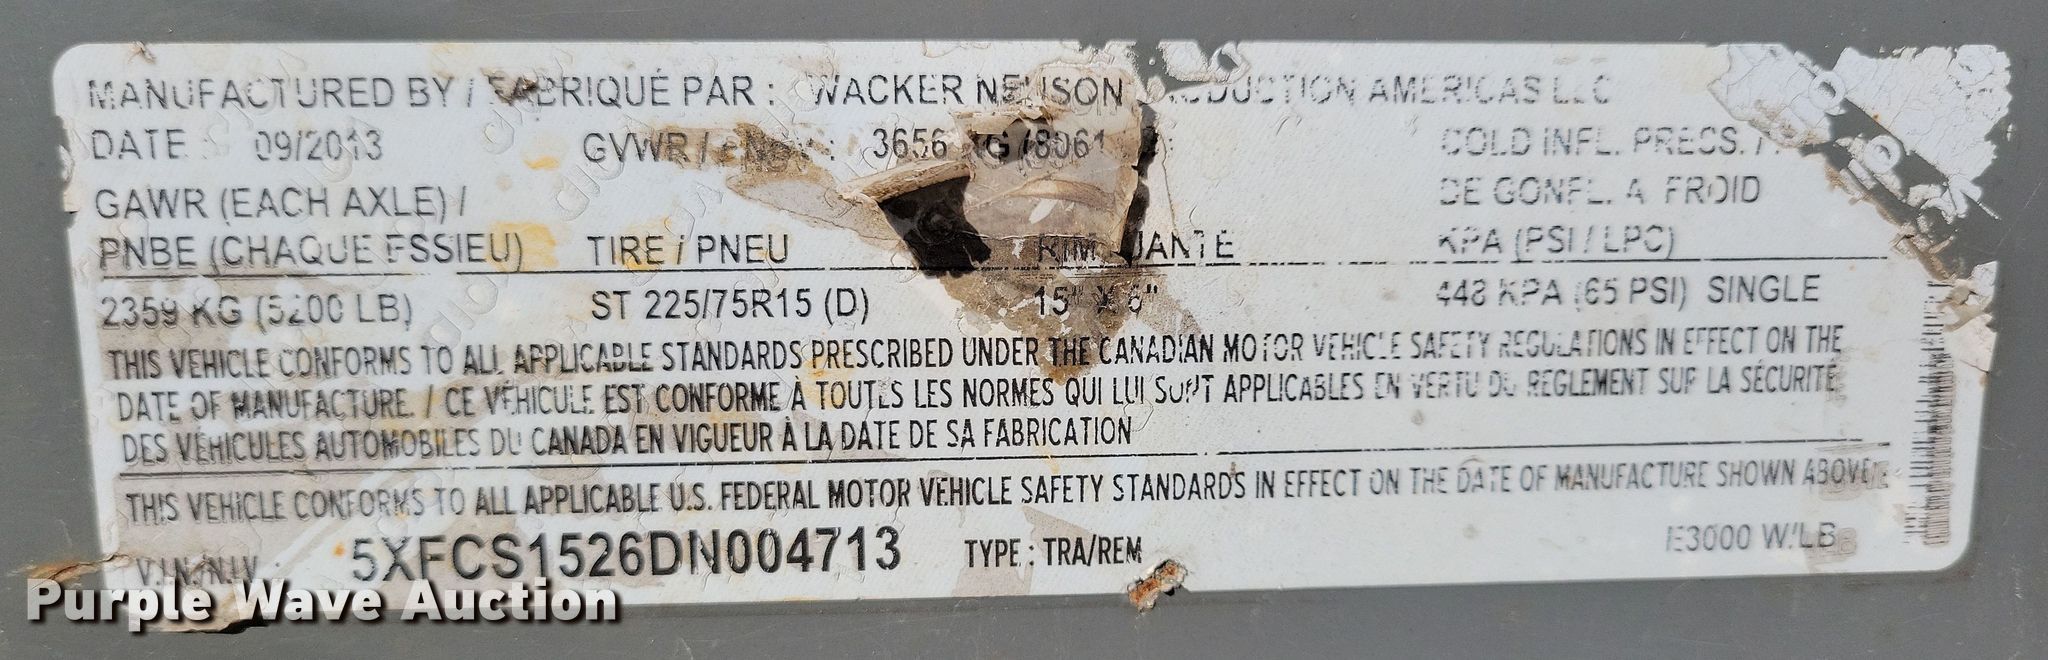 MANUFACTURED BY / FABRIQUÉ PAR : WACKER NEUSON PRODUCTION AMERICAS LLC
DATE : 09/2013 GVWR / PNBV : 3656 KG / 8061 COLD INFL. PRESS. /
DE GONFL. A FROID
GAWR (EACH AXLE) /
PNBE (CHAQUE ESSIEU) TIRE / PNEU RIM JANTE KPA (PSI / LPC)
2359 KG (5200 LB) ST 225/75R15 (D) 15" X 6" 448 KPA (65 PSI) SINGLE
THIS VEHICLE CONFORMS TO ALL APPLICABLE STANDARDS PRESCRIBED UNDER THE CANADIAN MOTOR VEHICLE SAFETY REGULATIONS IN EFFECT ON THE
DATE OF MANUFACTURE. / CE VÉHICULE EST CONFORME À TOUTES LES NORMES QUI LUI SONT APPLICABLES EN VERTU DU RÈGLEMENT SUR LA SÉCURITÉ
DES VÉHICULES AUTOMOBILES DU CANADA EN VIGUEUR À LA DATE DE SA FABRICATION
THIS VEHICLE CONFORMS TO ALL APPLICABLE U.S. FEDERAL MOTOR VEHICLE SAFETY STANDARDS IN EFFECT ON THE DATE OF MANUFACTURE SHOWN ABOVE
V.I.N./N.I.V. : 5XFCS1526DN004713 TYPE : TRA/REM E3000 W/LB
Purple Wave Auction